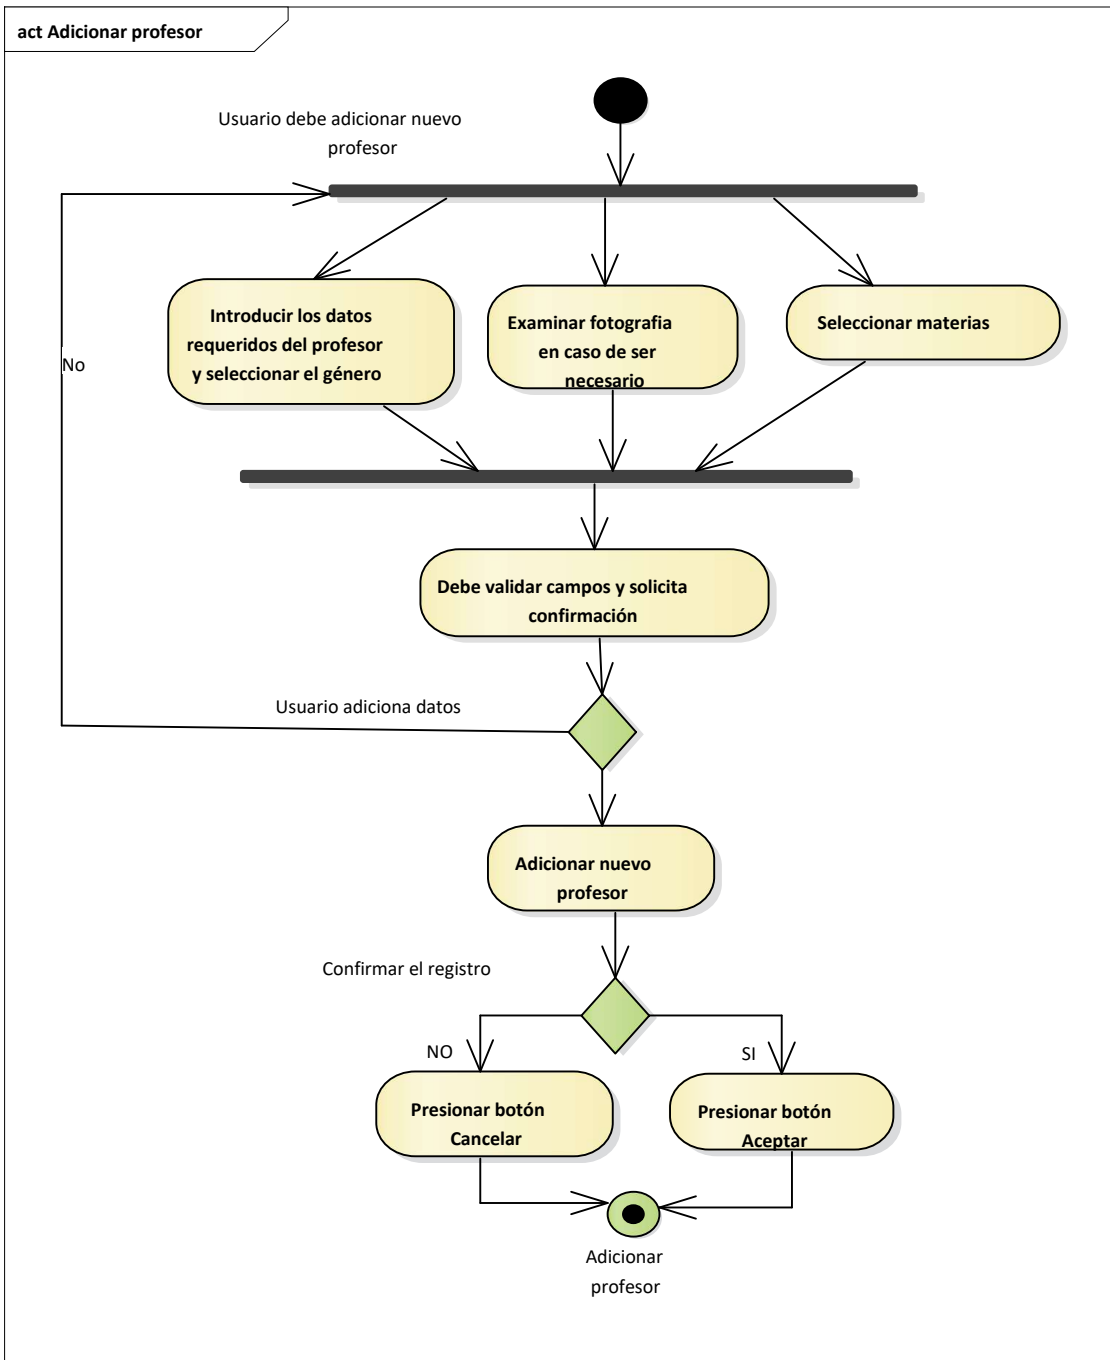 act Adicionar profesor
Usuario debe adicionar nuevo
profesor
Introducir los datos
requeridos del profesor
y seleccionar el género
Examinar fotografia
en caso de ser
necesario
Seleccionar materias
No
Debe validar campos y solicita
confirmación
Usuario adiciona datos
Adicionar nuevo
profesor
Confirmar el registro
NO
SI
Presionar botón
Cancelar
Presionar botón
Aceptar
Adicionar
profesor